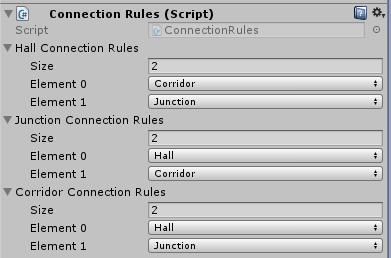 Connection Rules (Script)
Script ConnectionRules
Hall Connection Rules
Size 2
Element 0 Corridor
Element 1 Junction
Junction Connection Rules
Size 2
Element 0 Hall
Element 1 Corridor
Corridor Connection Rules
Size 2
Element 0 Hall
Element 1 Junction